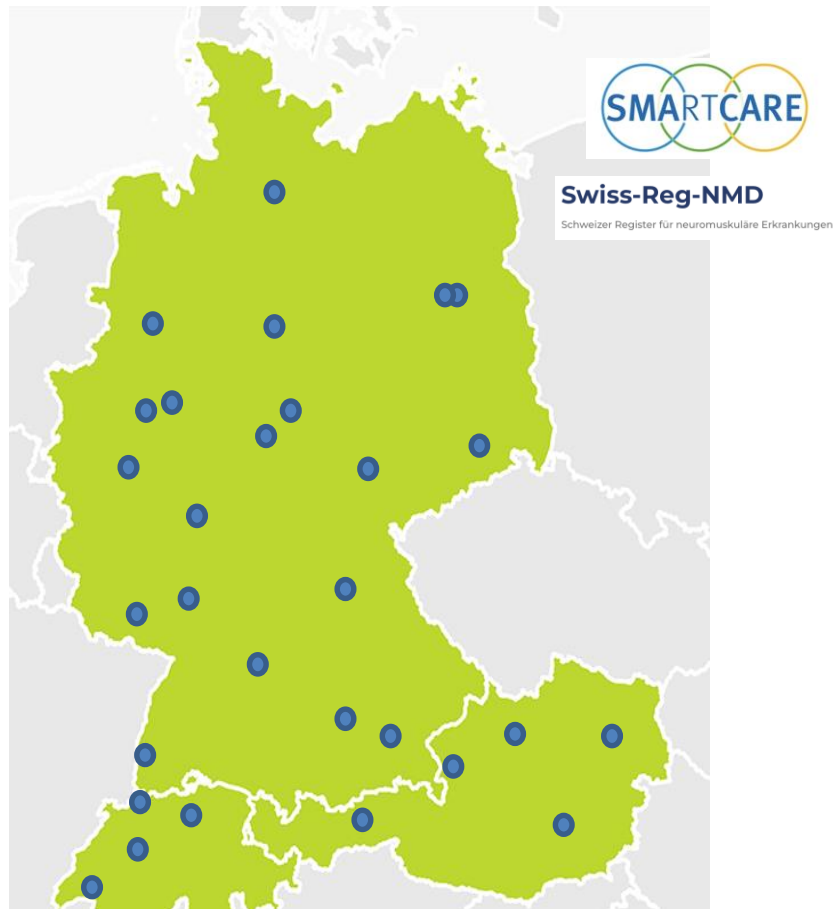 SMARTCARE
Swiss-Reg-NMD
Schweizer Register für neuromuskuläre Erkrankungen